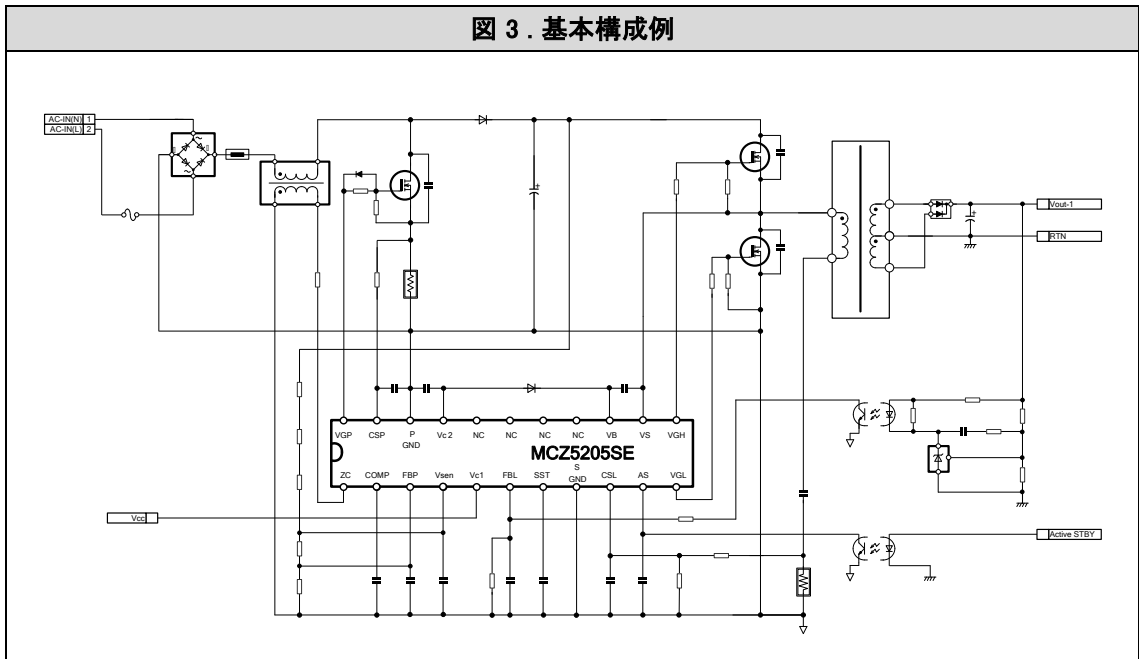 図 3 . 基本構成例
AC-IN(N) 1
AC-IN(L) 2
Vout-1
RTN
VGP CSP P GND Vc 2 NC NC NC NC VB VS VGH
MCZ5205SE
ZC COMP FBP Vsen Vc1 FBL SST S GND CSL AS VGL
Vcc
Active STBY